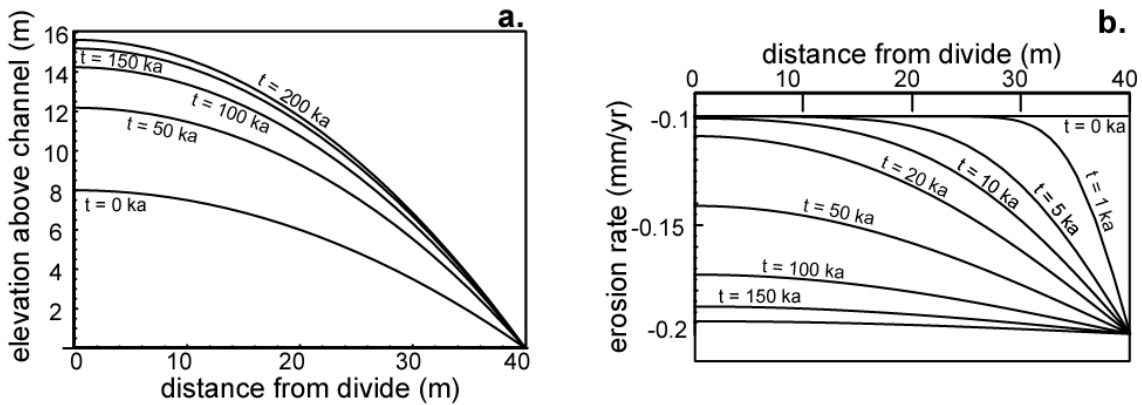 a.
elevation above channel (m)
16
14
12
10
8
6
4
2
t = 150 ka
t = 200 ka
t = 100 ka
t = 50 ka
t = 0 ka
0
10
20
30
40
distance from divide (m)
b.
distance from divide (m)
0
10
20
30
40
erosion rate (mm/yr)
-0.1
-0.15
-0.2
t = 0 ka
t = 1 ka
t = 5 ka
t = 10 ka
t = 20 ka
t = 50 ka
t = 100 ka
t = 150 ka